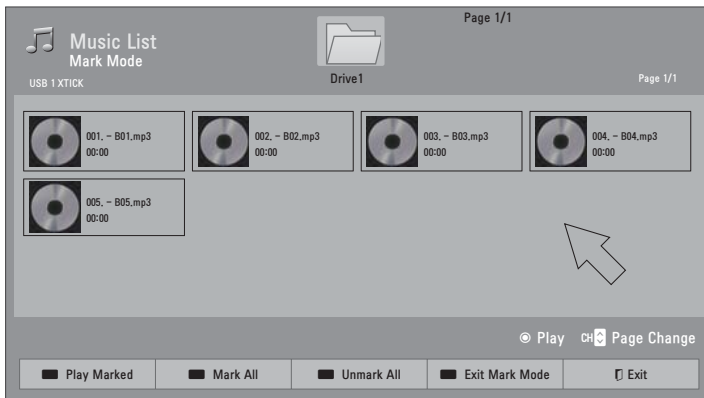 Page 1/1
Music List
Mark Mode
Drive1
USB 1 XTICK
Page 1/1
001. - B01.mp3
00:00
002. - B02.mp3
00:00
003. - B03.mp3
00:00
004. - B04.mp3
00:00
005. - B05.mp3
00:00
Play CH Page Change
Play Marked Mark All Unmark All Exit Mark Mode Exit